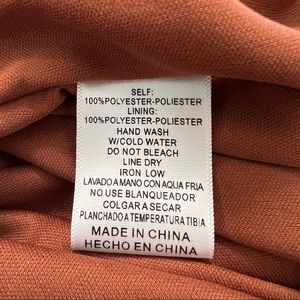 SELF:
100%POLYESTER-POLIESTER
LINING:
100%POLYESTER-POLIESTER
HAND WASH
W/COLD WATER
DO NOT BLEACH
LINE DRY
IRON LOW
LAVADO A MANO CON AQUA FRIA
NO USE BLANQUEADOR
COLGAR A SECAR
PLANCHADO A TEMPERATURA TIBIA
MADE IN CHINA
HECHO EN CHINA